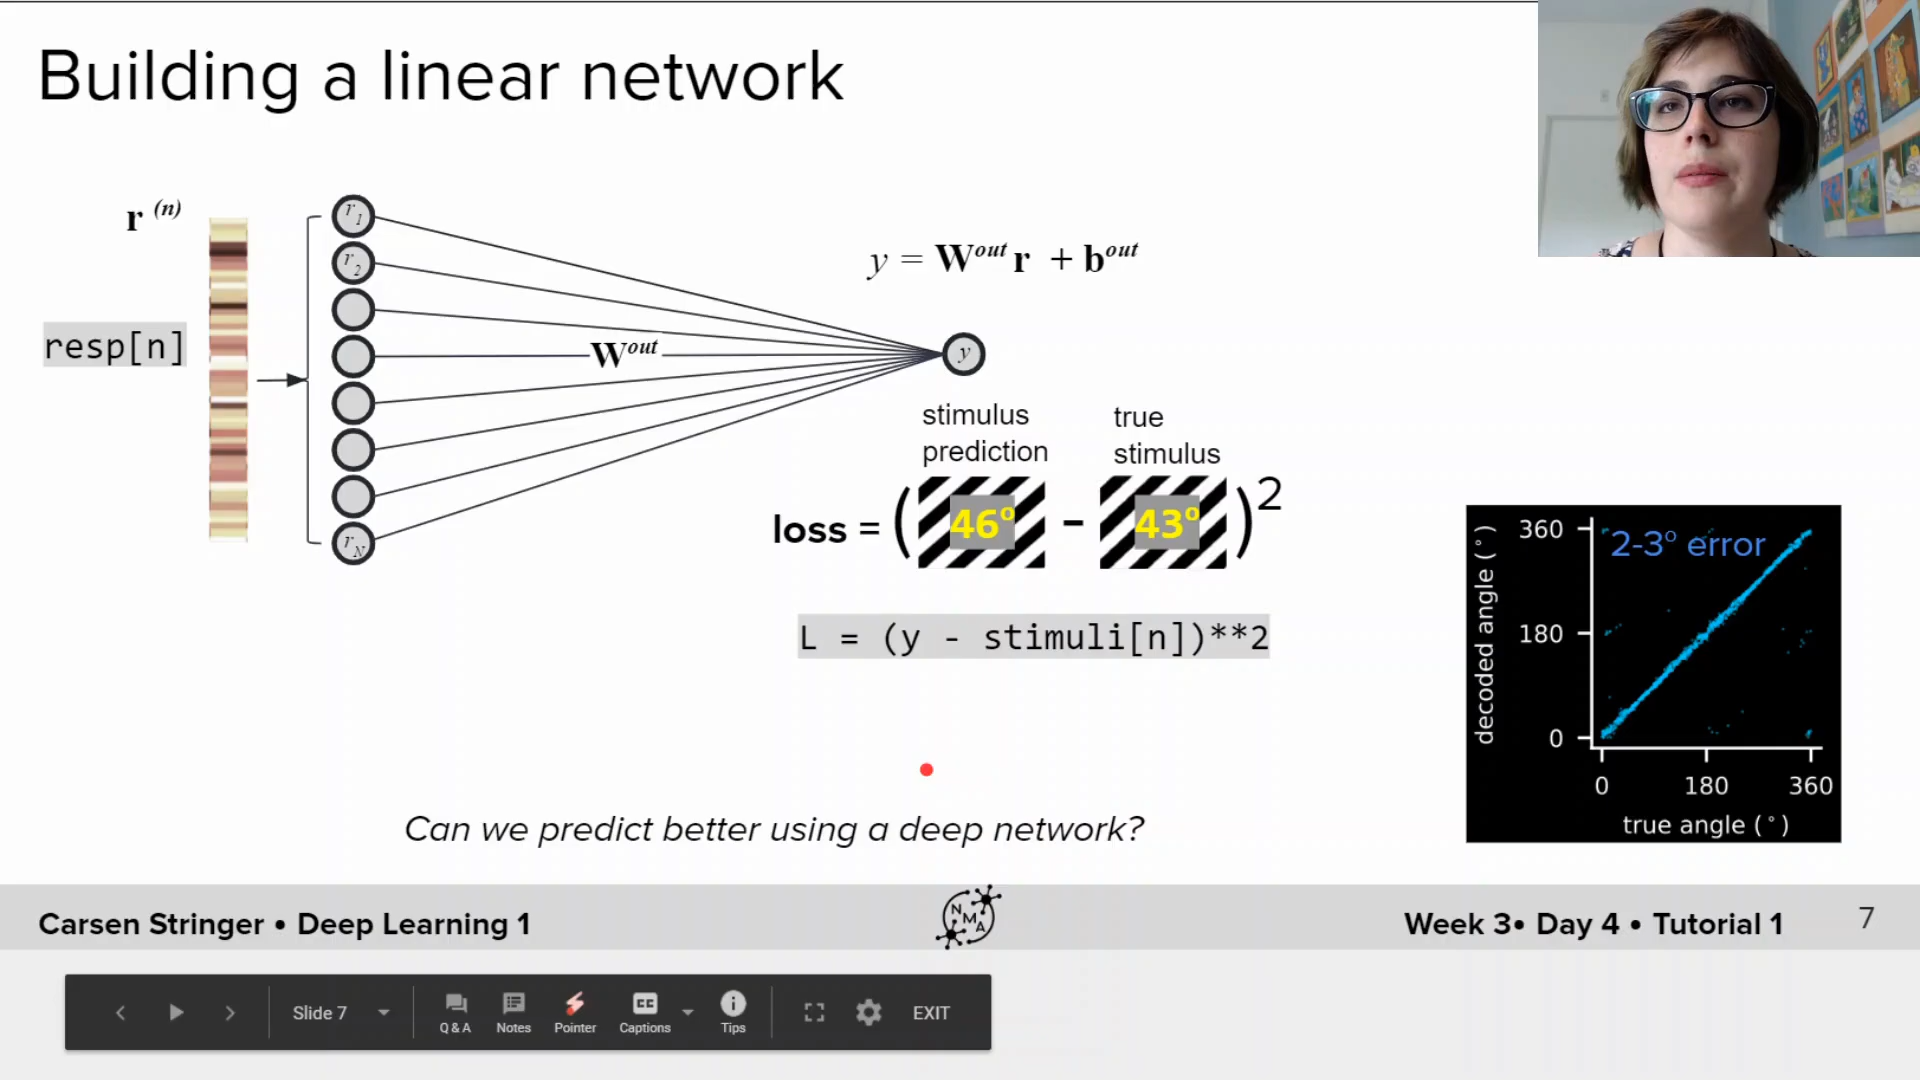 Building a linear network
r (n)
resp[n]
r1
r2
rN
Wout
y = Wout r + bout
y
stimulus prediction
true stimulus
loss = ( 46° - 43° )2
L = (y - stimuli[n])**2
Can we predict better using a deep network?
2-3° error
decoded angle (°)
360
180
0
0 180 360
true angle (°)
Carsen Stringer • Deep Learning 1
NMA
Week 3• Day 4 • Tutorial 1
7
Slide 7
Q & A
Notes
Pointer
CC
Captions
Tips
EXIT